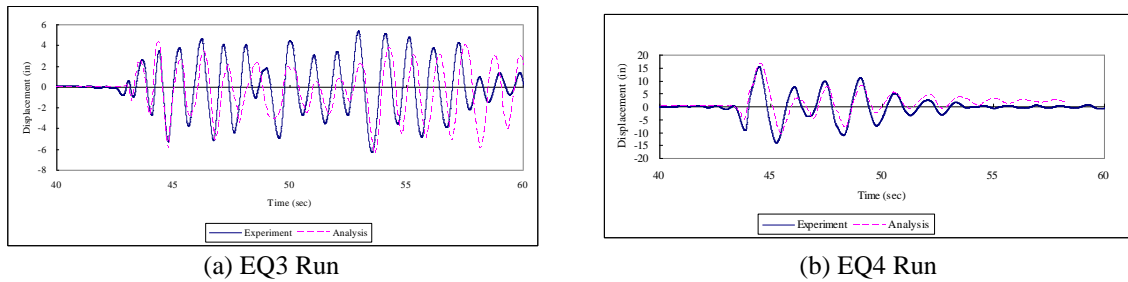 6
4
2
0
-2
-4
-6
-8
Displacement (in)
40 45 50 55 60
Time (sec)
Experiment Analysis
(a) EQ3 Run
20
15
10
5
0
-5
-10
-15
-20
Displacement (in)
40 45 50 55 60
Time (sec)
Experiment Analysis
(b) EQ4 Run